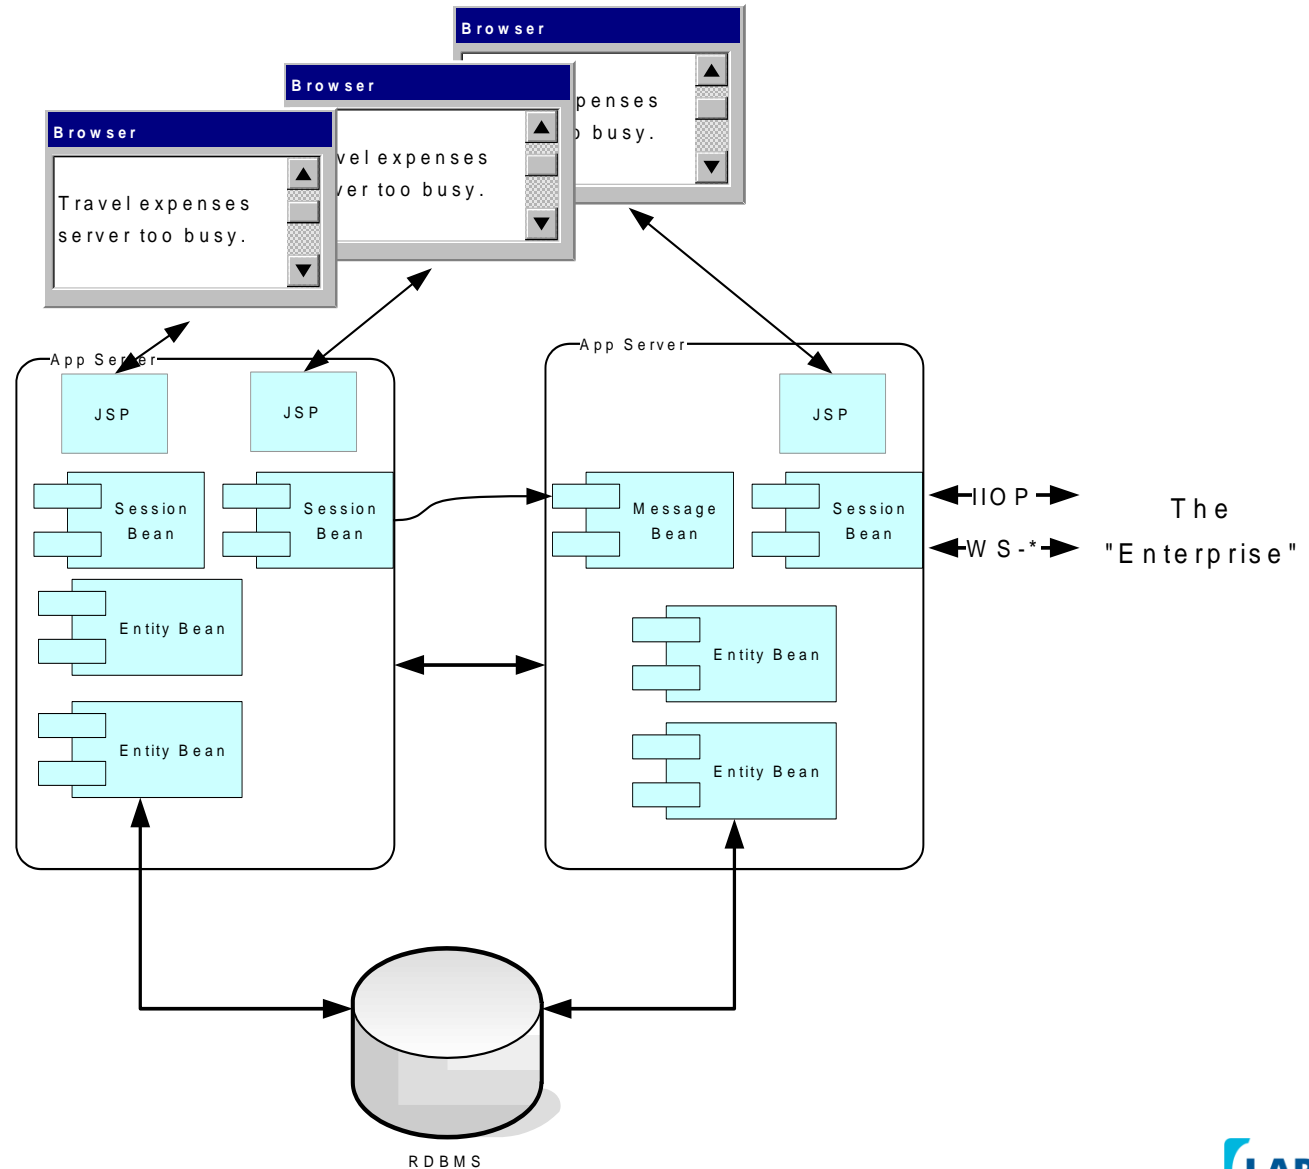 Browser
Browser
penses
busy.
Browser
vel expenses
ver too busy.
Travel expenses
server too busy.
App Server
App Server
JSP
JSP
JSP
Session
Bean
Session
Bean
Message
Bean
Session
Bean
IIOP
WS-*
The
"Enterprise"
Entity Bean
Entity Bean
Entity Bean
Entity Bean
RDBMS